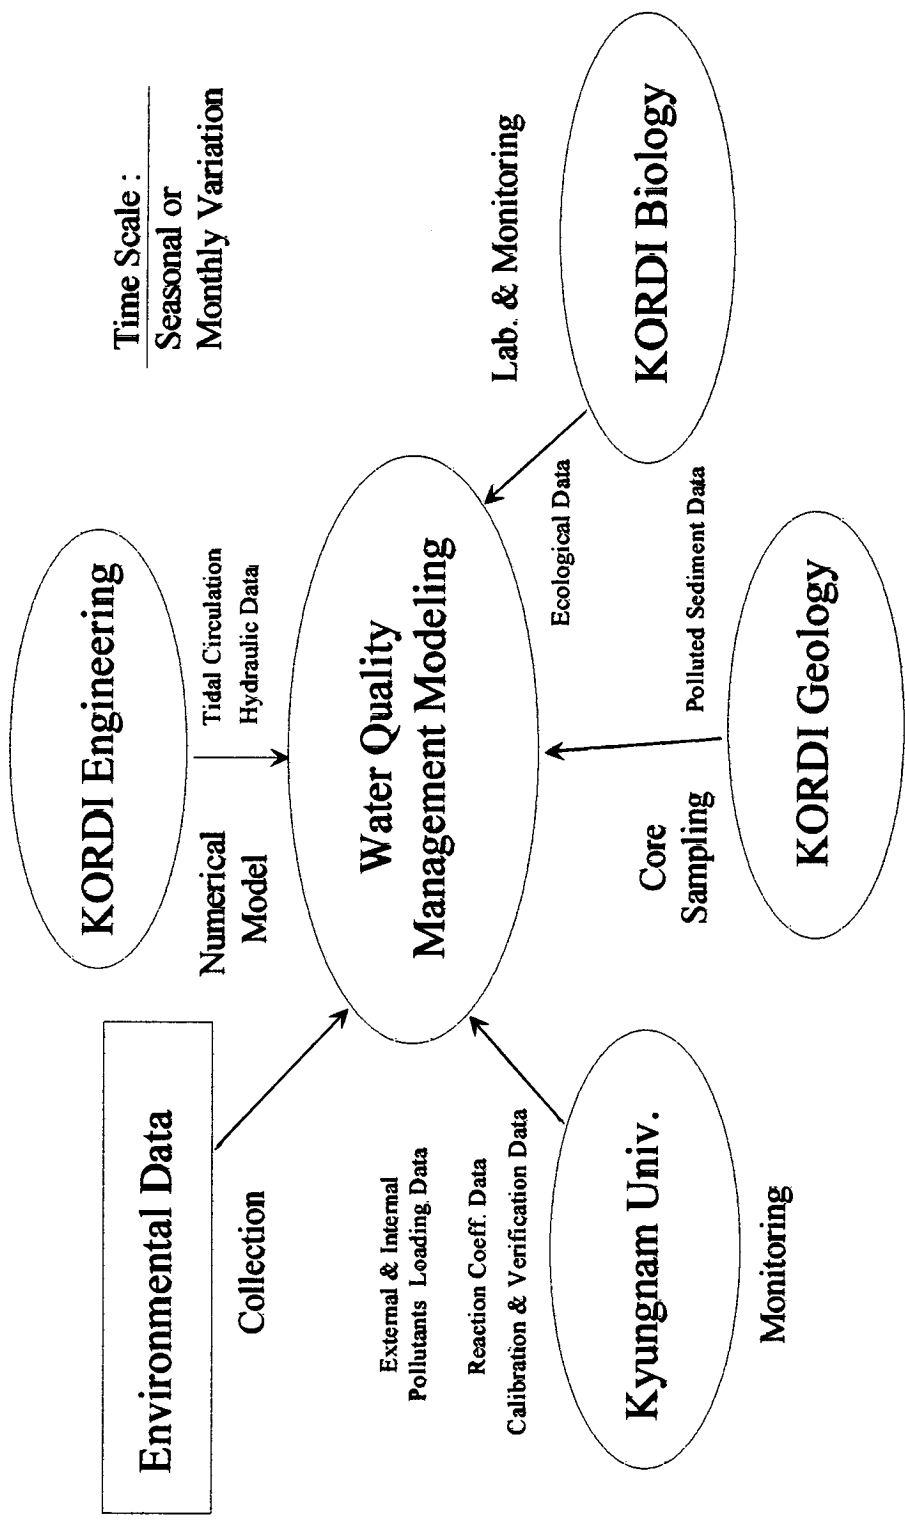 Environmental Data
Collection
KORDI Engineering
Numerical
Model
Tidal Circulation
Hydraulic Data
Time Scale :
Seasonal or
Monthly Variation
Water Quality
Management Modeling
External & Internal
Pollutants Loading Data
Reaction Coeff. Data
Calibration & Verification Data
Kyungnam Univ.
Monitoring
Core
Sampling
Polluted Sediment Data
KORDI Geology
Ecological Data
Lab. & Monitoring
KORDI Biology